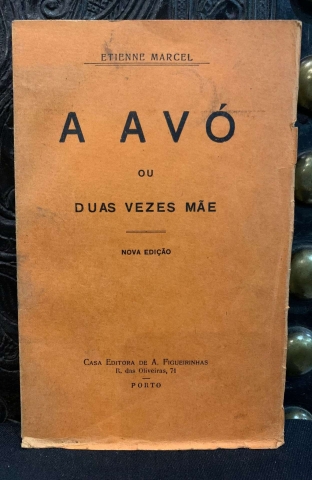 ETIENNE MARCEL
A AVÓ
OU
DUAS VEZES MÃE
NOVA EDIÇÃO
CASA EDITORA DE A. FIGUEIRINHAS
R. das Oliveiras, 71
PORTO